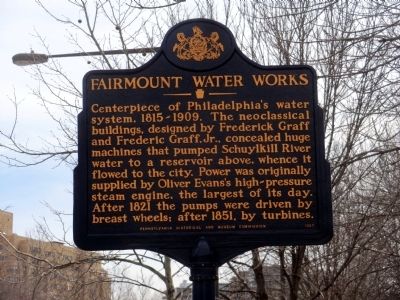 FAIRMOUNT WATER WORKS
Centerpiece of Philadelphia's water
system, 1815-1909. The neoclassical
buildings, designed by Frederick Graff
and Frederic Graff, Jr., concealed huge
machines that pumped Schuylkill River
water to a reservoir above, whence it
flowed to the city. Power was originally
supplied by Oliver Evans's high-pressure
steam engine, the largest of its day.
After 1821 the pumps were driven by
breast wheels; after 1851, by turbines.
PENNSYLVANIA HISTORICAL AND MUSEUM COMMISSION